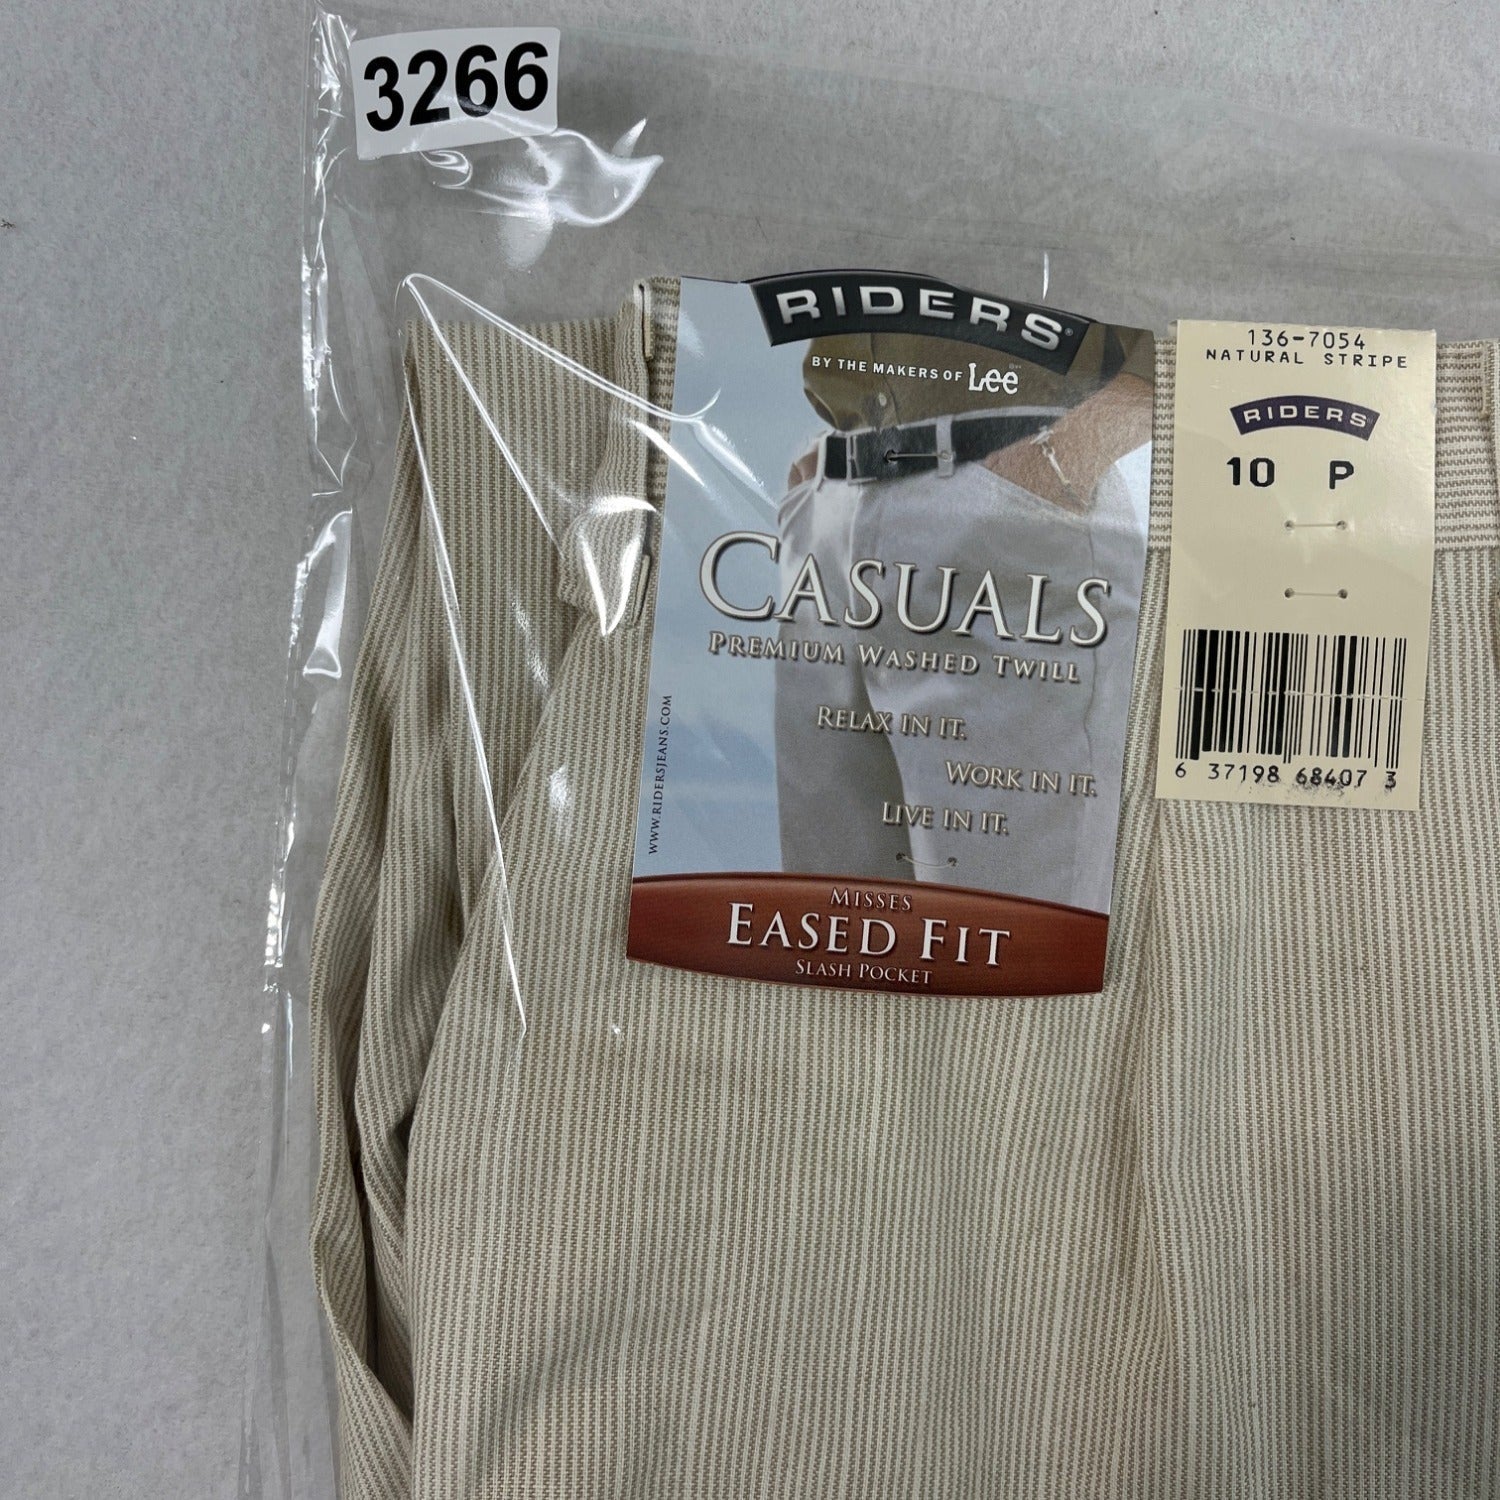 3266
RIDERS®
BY THE MAKERS OF Lee
CASUALS
PREMIUM WASHED TWILL
RELAX IN IT.
WORK IN IT.
LIVE IN IT.
WWW.RIDERSJEANS.COM
MISSES
EASED FIT
SLASH POCKET
136-7054
NATURAL STRIPE
RIDERS
10 P
6 37198 68407 3